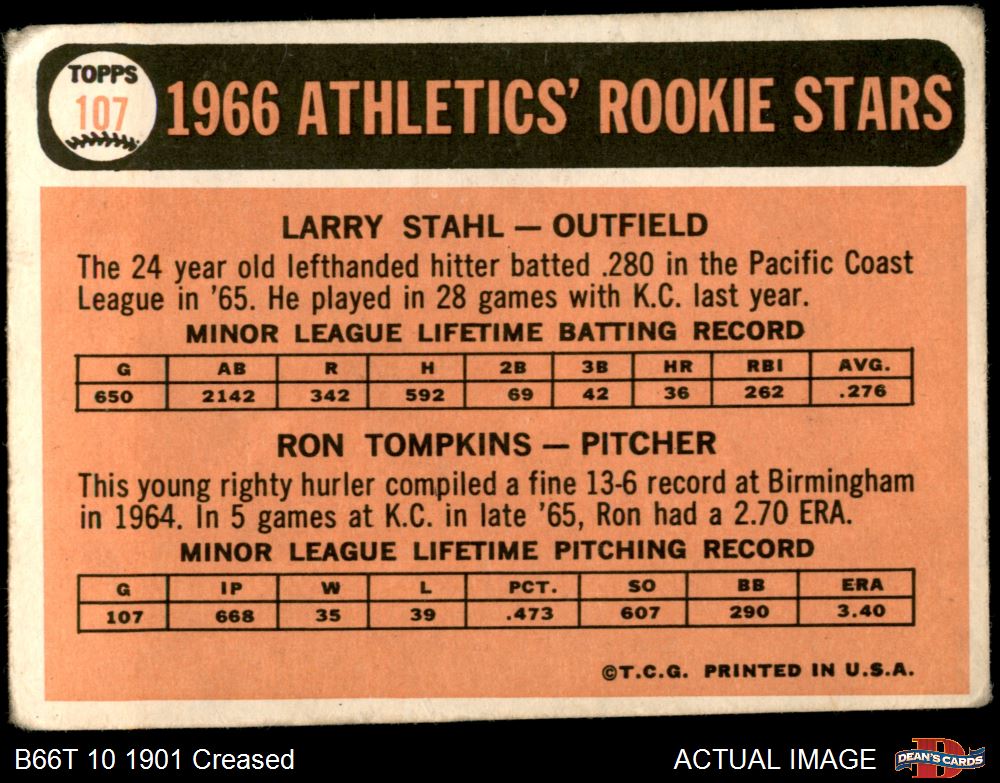 TOPPS
107
1966 ATHLETICS' ROOKIE STARS
LARRY STAHL — OUTFIELD
The 24 year old lefthanded hitter batted .280 in the Pacific Coast
League in '65. He played in 28 games with K.C. last year.
MINOR LEAGUE LIFETIME BATTING RECORD
G AB R H 2B 3B HR RBI AVG.
650 2142 342 592 69 42 36 262 .276
RON TOMPKINS — PITCHER
This young righty hurler compiled a fine 13-6 record at Birmingham
in 1964. In 5 games at K.C. in late '65, Ron had a 2.70 ERA.
MINOR LEAGUE LIFETIME PITCHING RECORD
G IP W L PCT. SO BB ERA
107 668 35 39 .473 607 290 3.40
©T.C.G. PRINTED IN U.S.A.
B66T 10 1901 Creased
ACTUAL IMAGE
D
DEAN'S CARDS